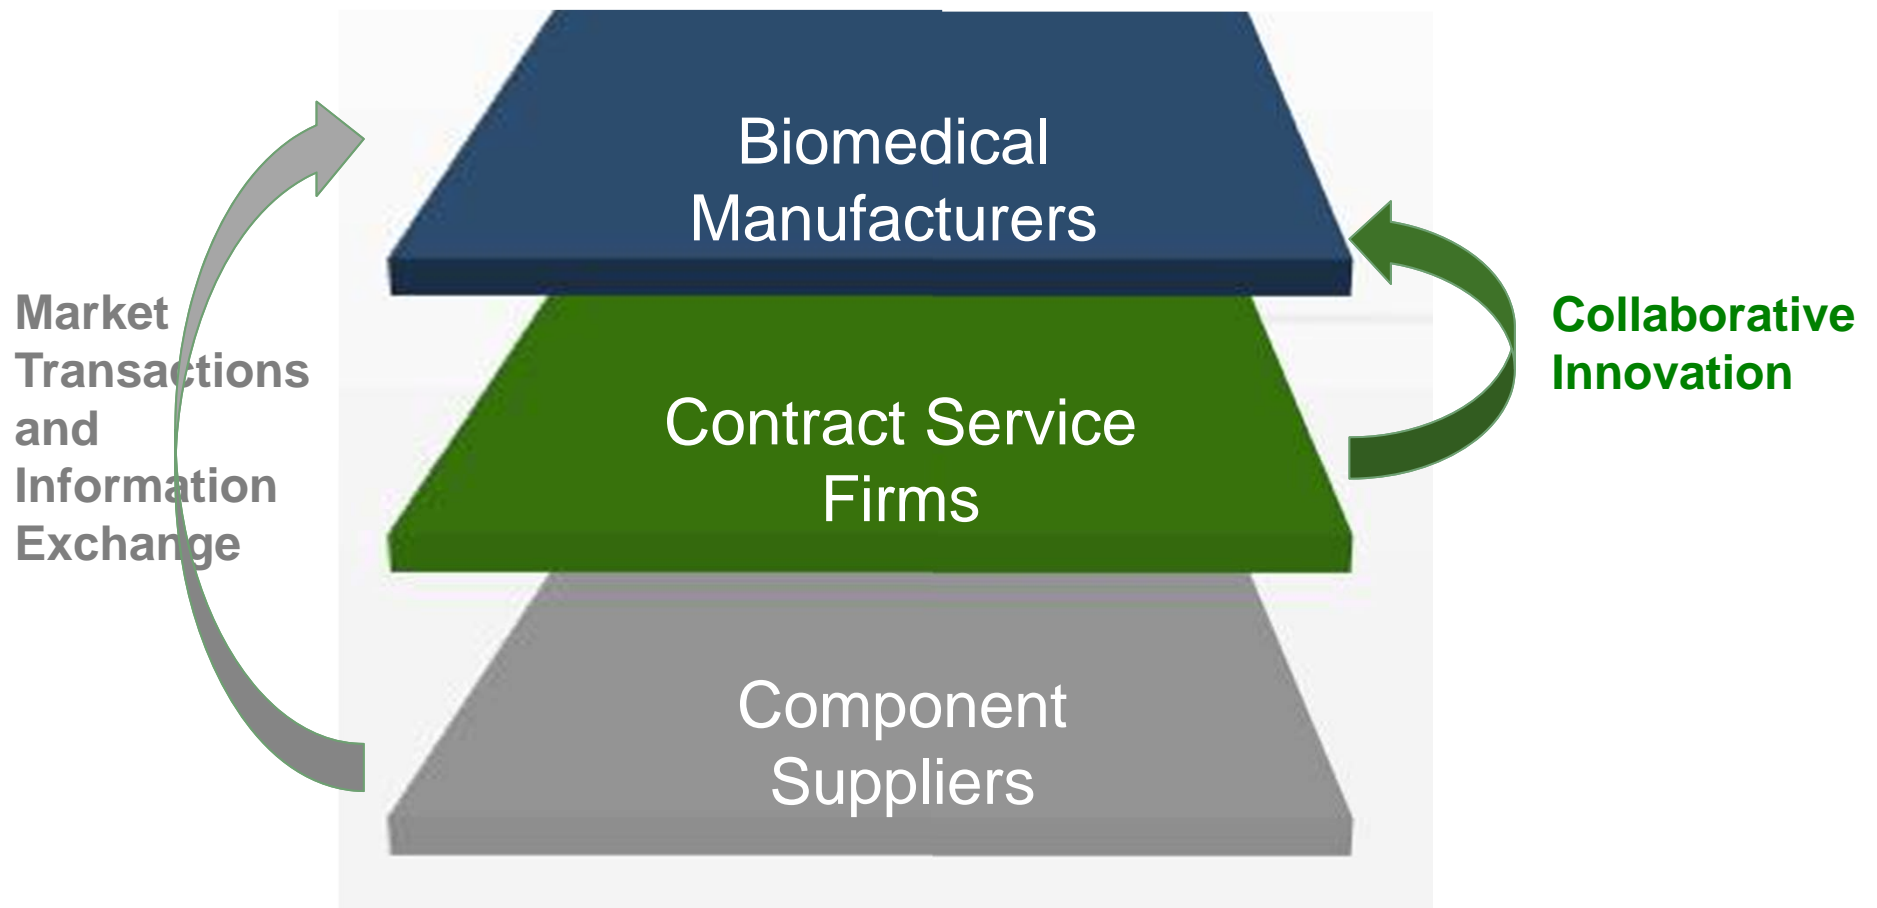 Biomedical
Manufacturers
Market
Transactions
and
Information
Exchange
Collaborative
Innovation
Contract Service
Firms
Component
Suppliers